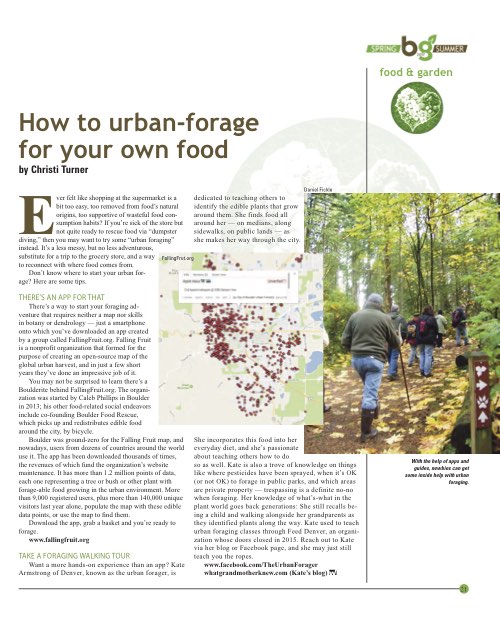 SPRING bg SUMMER
food & garden
How to urban-forage
for your own food
by Christi Turner
Daniel Fickle
Ever felt like shopping at the supermarket is a
bit too easy, too removed from food's natural
origins, too supportive of wasteful food con-
sumption habits? If you're sick of the store but
not quite ready to rescue food via "dumpster
diving," then you may want to try some "urban foraging"
instead. It's a less messy, but no less adventurous,
substitute for a trip to the grocery store, and a way
to reconnect with where food comes from.
Don't know where to start your urban for-
age? Here are some tips.
THERE'S AN APP FOR THAT
There's a way to start your foraging ad-
venture that requires neither a map nor skills
in botany or dendrology — just a smartphone
onto which you've downloaded an app created
by a group called FallingFruit.org. Falling Fruit
is a nonprofit organization that formed for the
purpose of creating an open-source map of the
global urban harvest, and in just a few short
years they've done an impressive job of it.
You may not be surprised to learn there's a
Boulderite behind FallingFruit.org. The organi-
zation was started by Caleb Phillips in Boulder
in 2013; his other food-related social endeavors
include co-founding Boulder Food Rescue,
which picks up and redistributes edible food
around the city, by bicycle.
Boulder was ground-zero for the Falling Fruit map, and
nowadays, users from dozens of countries around the world
use it. The app has been downloaded thousands of times,
the revenues of which fund the organization's website
maintenance. It has more than 1.2 million points of data,
each one representing a tree or bush or other plant with
forage-able food growing in the urban environment. More
than 9,000 registered users, plus more than 140,000 unique
visitors last year alone, populate the map with these edible
data points, or use the map to find them.
Download the app, grab a basket and you're ready to
forage.
www.fallingfruit.org
TAKE A FORAGING WALKING TOUR
Want a more hands-on experience than an app? Kate
Armstrong of Denver, known as the urban forager, is
dedicated to teaching others to
identify the edible plants that grow
around them. She finds food all
around her — on medians, along
sidewalks, on public lands — as
she makes her way through the city.
FallingFruit.org
She incorporates this food into her
everyday diet, and she's passionate
about teaching others how to do
so as well. Kate is also a trove of knowledge on things
like where pesticides have been sprayed, when it's OK
(or not OK) to forage in public parks, and which areas
are private property — trespassing is a definite no-no
when foraging. Her knowledge of what's-what in the
plant world goes back generations: She still recalls be-
ing a child and walking alongside her grandparents as
they identified plants along the way. Kate used to teach
urban foraging classes through Feed Denver, an organi-
zation whose doors closed in 2015. Reach out to Kate
via her blog or Facebook page, and she may just still
teach you the ropes.
www.facebook.com/TheUrbanForager
whatgrandmotherknew.com (Kate's blog)
With the help of apps and
guides, newbies can get
some inside help with urban
foraging.
21